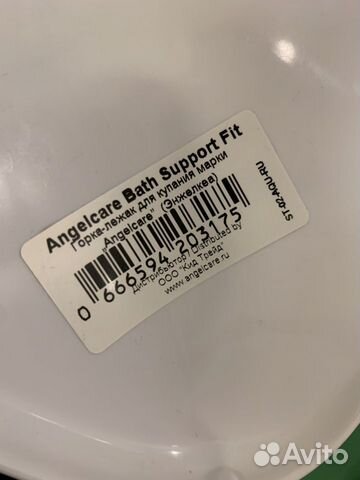 Angelcare Bath Support Fit
Горка-лежак для купания марки
"Angelcare" (Энжелкеа)
0 666594 203175
Дистрибьютор / Distributed by
ООО "Кид Трейд"
www.angelcare.ru
ST-02-AQU-RU
Avito